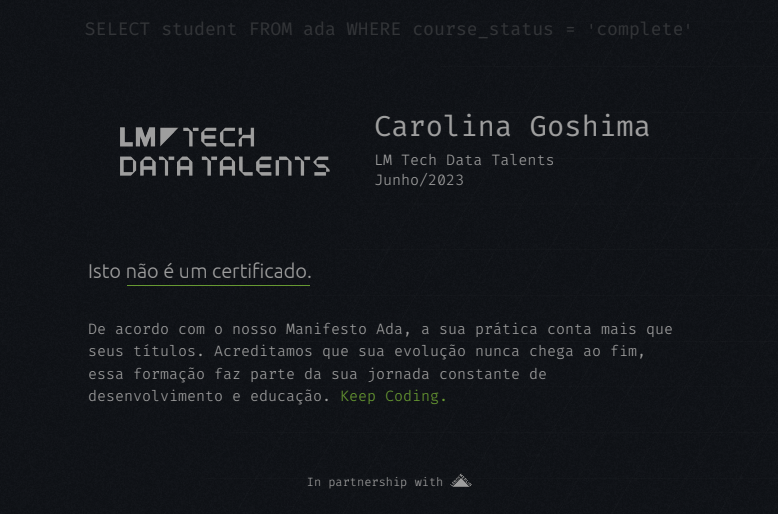 SELECT student FROM ada WHERE course_status = 'complete'
LM TECH
DATA TALENTS
Carolina Goshima
LM Tech Data Talents
Junho/2023
Isto não é um certificado.
De acordo com o nosso Manifesto Ada, a sua prática conta mais que
seus títulos. Acreditamos que sua evolução nunca chega ao fim,
essa formação faz parte da sua jornada constante de
desenvolvimento e educação. Keep Coding.
In partnership with